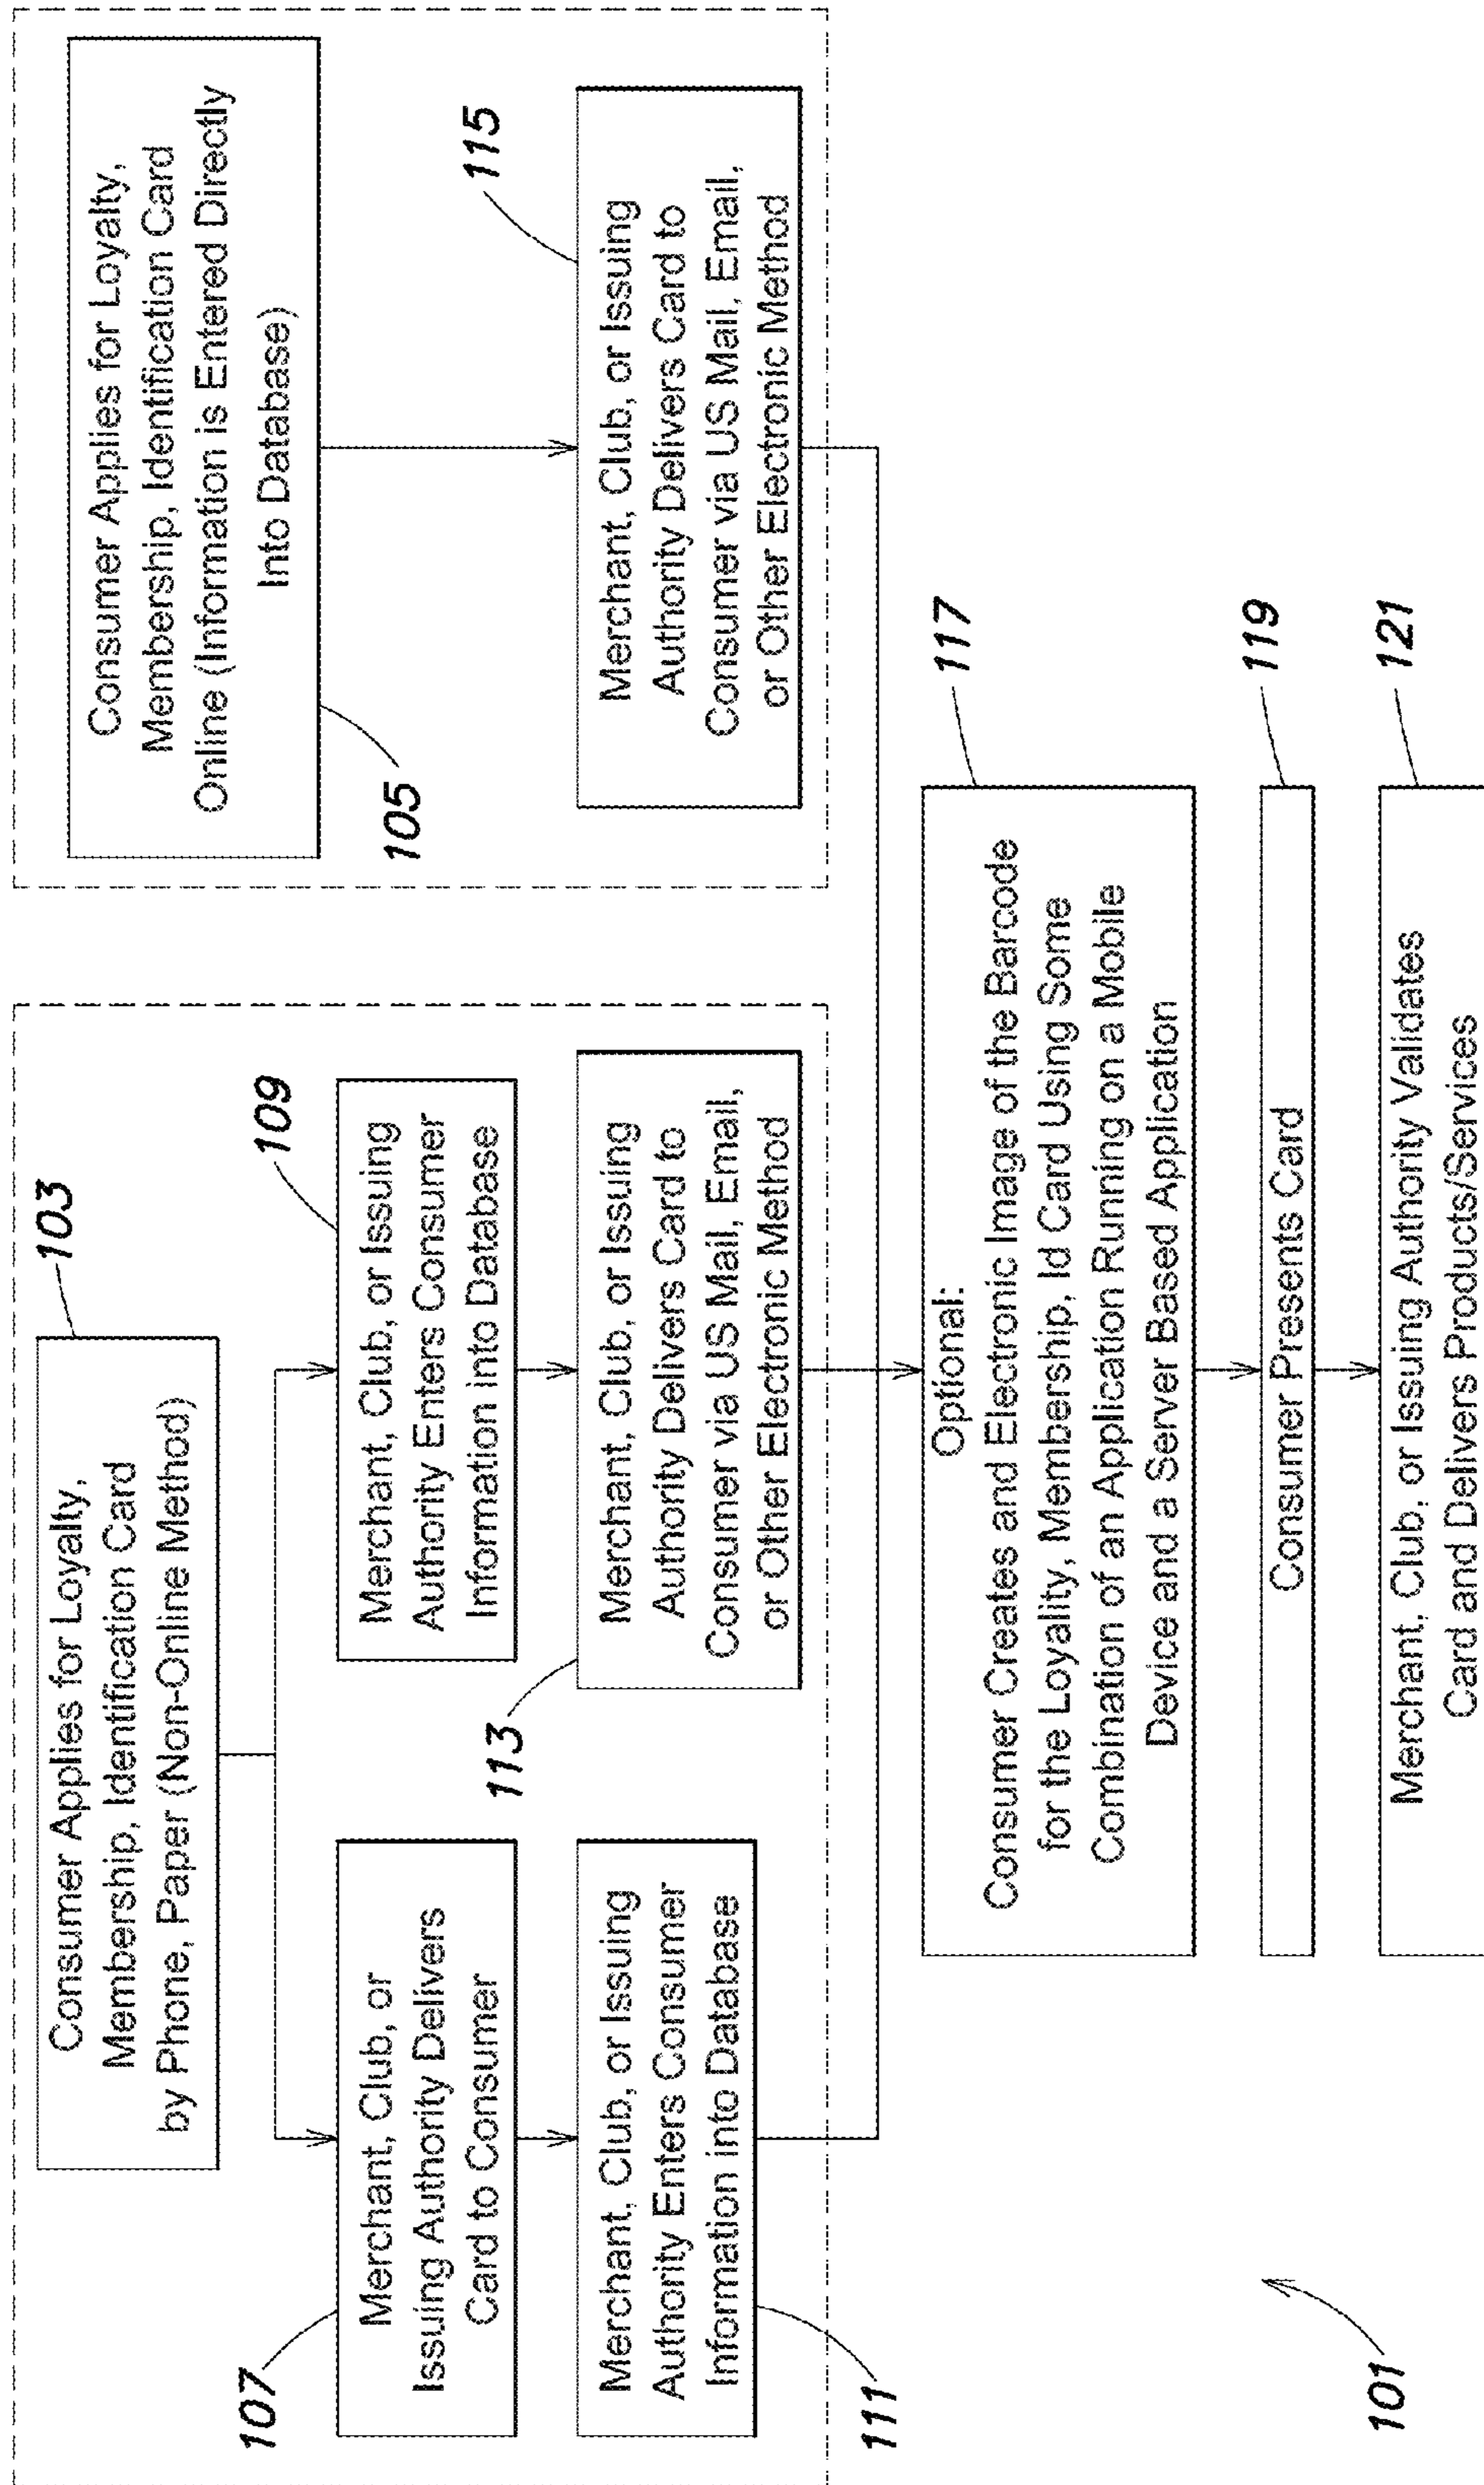 103
Consumer Applies for Loyalty,
Membership, Identification Card
by Phone, Paper (Non-Online Method)
107
Merchant, Club, or
Issuing Authority Delivers
Card to Consumer
109
Merchant, Club, or Issuing
Authority Enters Consumer
Information into Database
111
Merchant, Club, or Issuing
Authority Enters Consumer
Information into Database
113
Merchant, Club, or Issuing
Authority Delivers Card to
Consumer via US Mail, Email,
or Other Electronic Method
105
Consumer Applies for Loyalty,
Membership, Identification Card
Online (Information is Entered Directly
Into Database)
115
Merchant, Club, or Issuing
Authority Delivers Card to
Consumer via US Mail, Email,
or Other Electronic Method
117
Optional:
Consumer Creates and Electronic Image of the Barcode
for the Loyality, Membership, Id Card Using Some
Combination of an Application Running on a Mobile
Device and a Server Based Application
119
Consumer Presents Card
121
Merchant, Club, or Issuing Authority Validates
Card and Delivers Products/Services
101